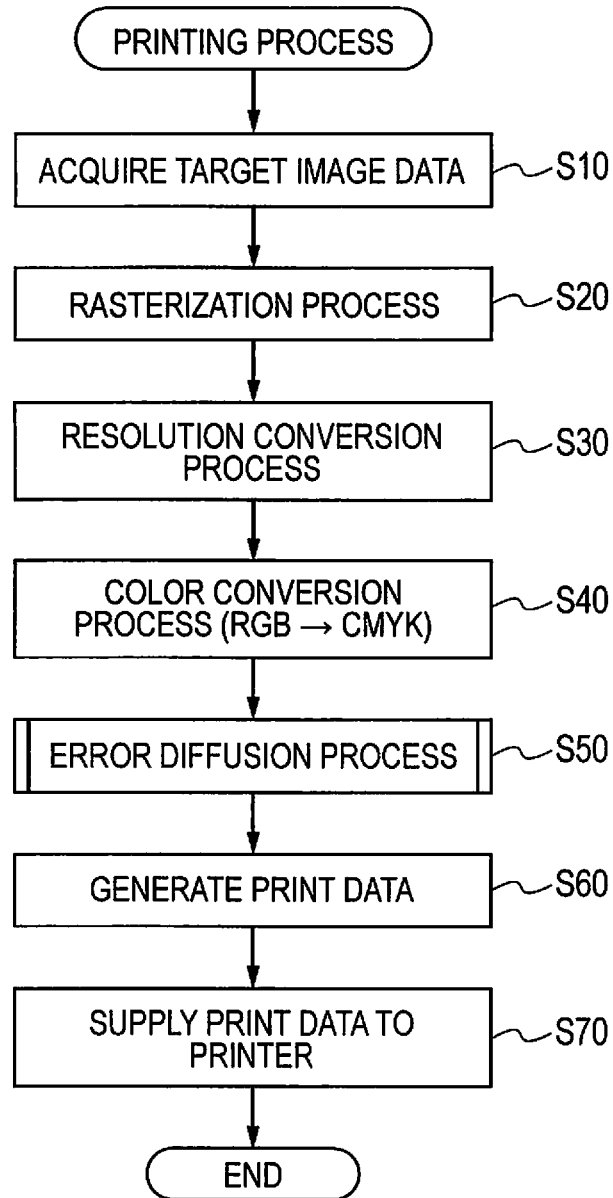 PRINTING PROCESS
ACQUIRE TARGET IMAGE DATA
S10
RASTERIZATION PROCESS
S20
RESOLUTION CONVERSION
PROCESS
S30
COLOR CONVERSION
PROCESS (RGB → CMYK)
S40
ERROR DIFFUSION PROCESS
S50
GENERATE PRINT DATA
S60
SUPPLY PRINT DATA TO
PRINTER
S70
END